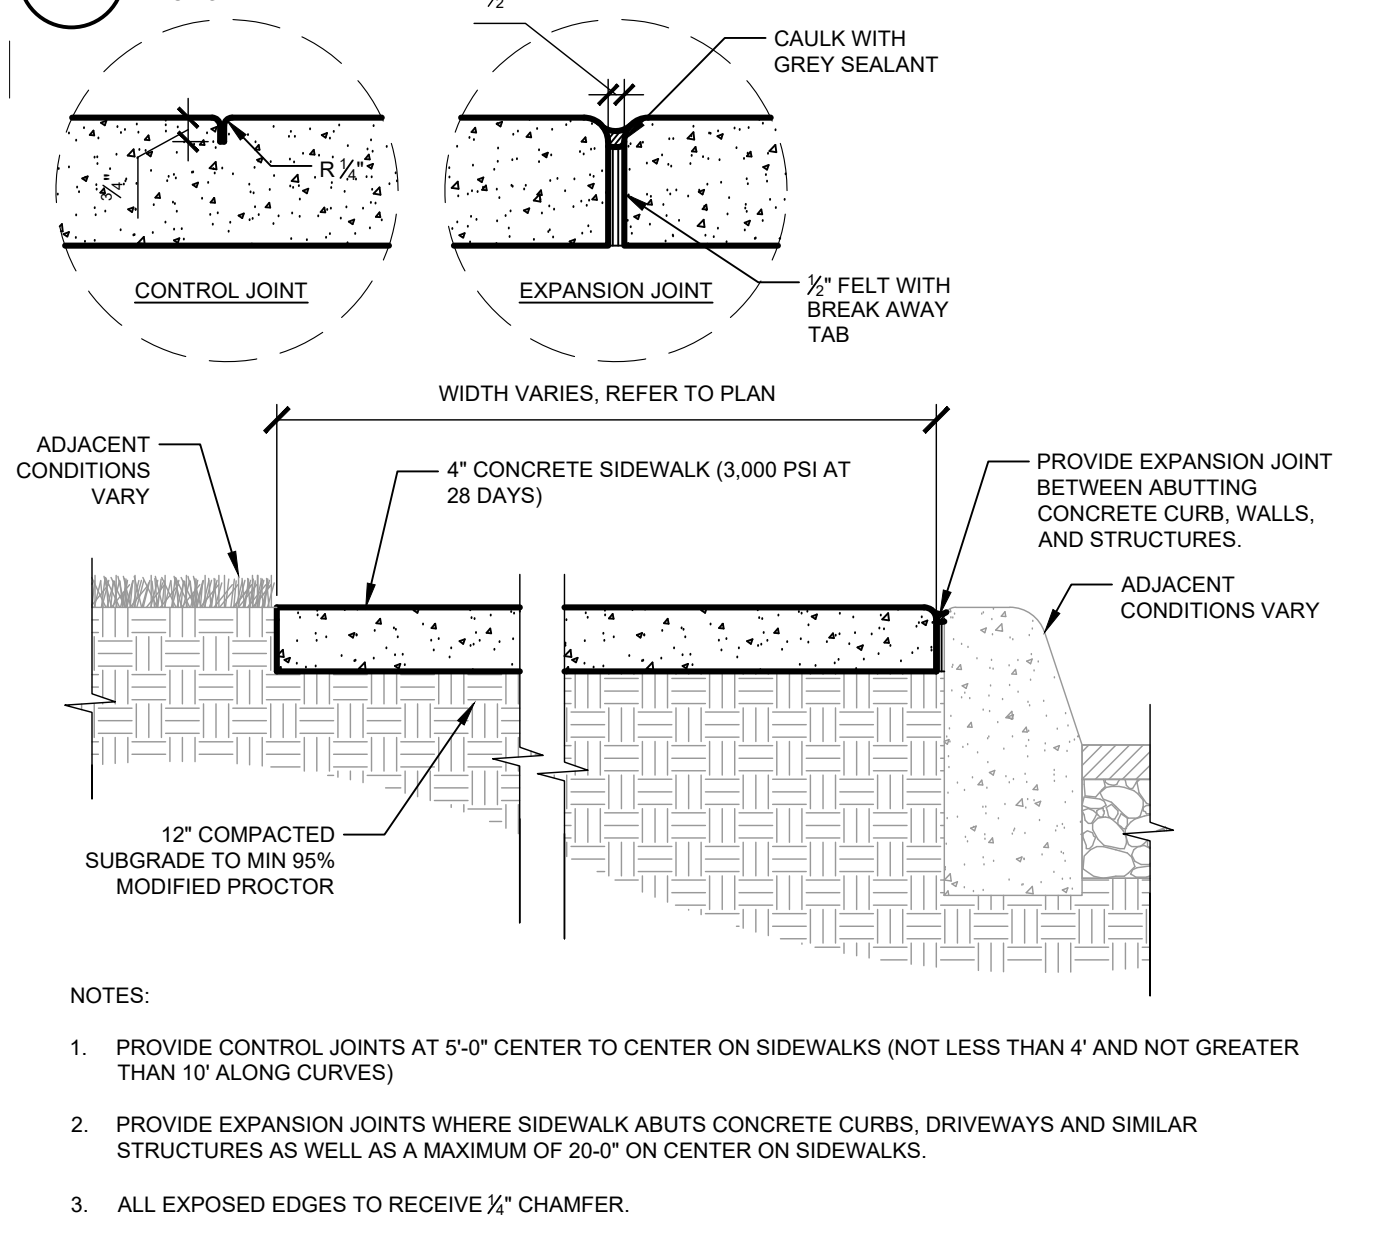 ½
CAULK WITH
GREY SEALANT
R ¼"
¾"
CONTROL JOINT
EXPANSION JOINT
½" FELT WITH
BREAK AWAY
TAB
WIDTH VARIES, REFER TO PLAN
ADJACENT
CONDITIONS
VARY
4" CONCRETE SIDEWALK (3,000 PSI AT
28 DAYS)
PROVIDE EXPANSION JOINT
BETWEEN ABUTTING
CONCRETE CURB, WALLS,
AND STRUCTURES.
ADJACENT
CONDITIONS VARY
12" COMPACTED
SUBGRADE TO MIN 95%
MODIFIED PROCTOR
NOTES:
1. PROVIDE CONTROL JOINTS AT 5'-0" CENTER TO CENTER ON SIDEWALKS (NOT LESS THAN 4' AND NOT GREATER
THAN 10' ALONG CURVES)
2. PROVIDE EXPANSION JOINTS WHERE SIDEWALK ABUTS CONCRETE CURBS, DRIVEWAYS AND SIMILAR
STRUCTURES AS WELL AS A MAXIMUM OF 20-0" ON CENTER ON SIDEWALKS.
3. ALL EXPOSED EDGES TO RECEIVE ¼" CHAMFER.